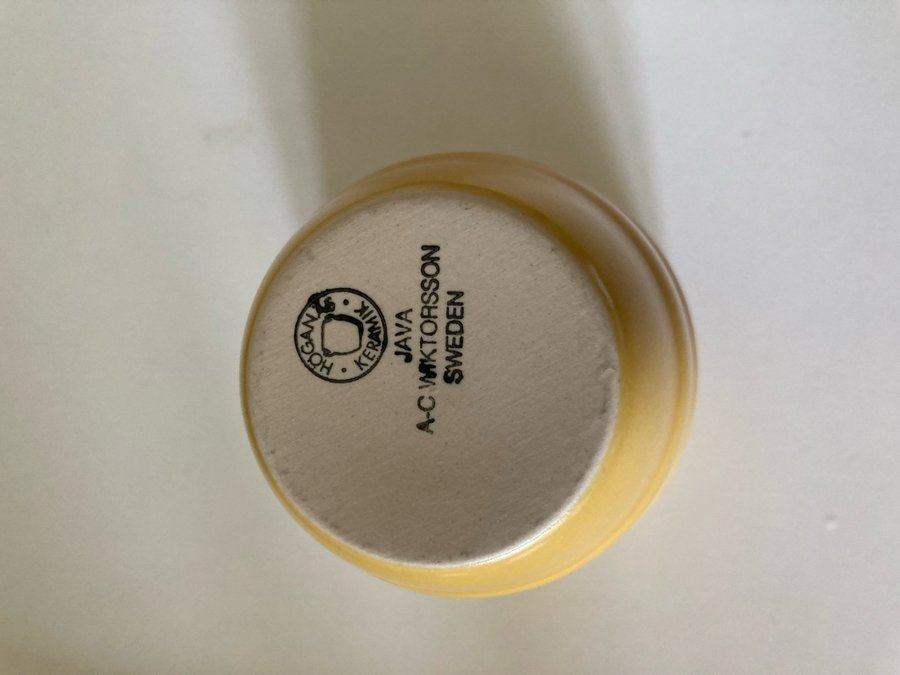 HÖGANÄS
KERAMIK
JAVA
A-C WIKTORSSON
SWEDEN